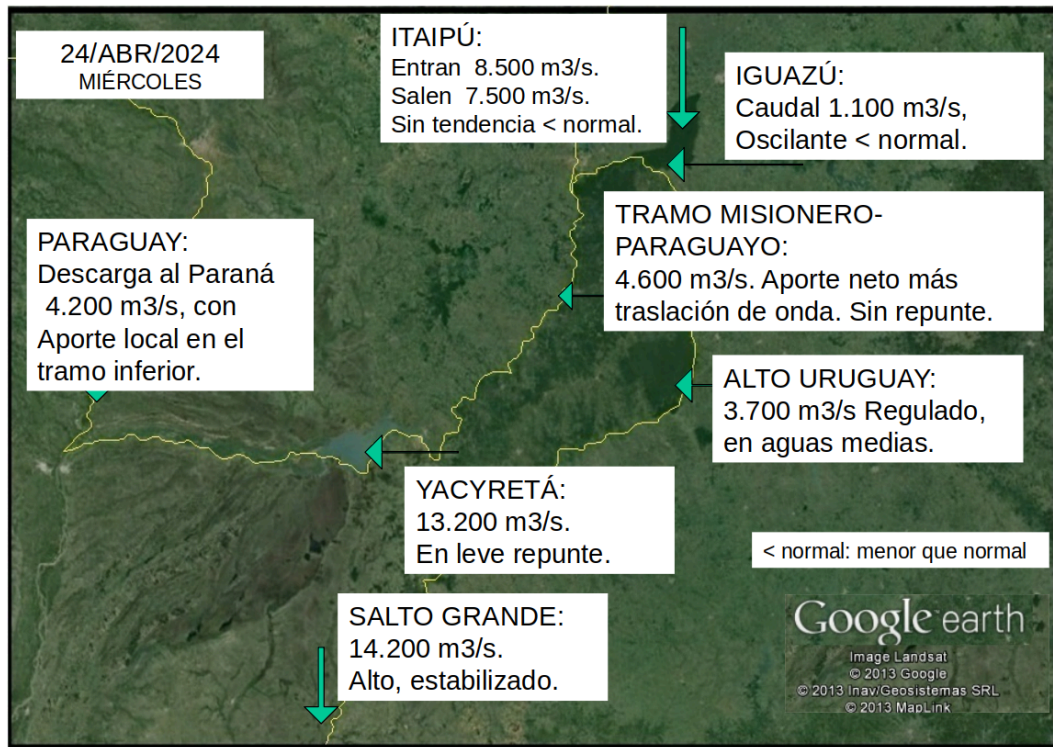 24/ABR/2024
MIÉRCOLES
ITAIPÚ:
Entran 8.500 m3/s.
Salen 7.500 m3/s.
Sin tendencia < normal.
IGUAZÚ:
Caudal 1.100 m3/s,
Oscilante < normal.
TRAMO MISIONERO-
PARAGUAYO:
4.600 m3/s. Aporte neto más
traslación de onda. Sin repunte.
PARAGUAY:
Descarga al Paraná
4.200 m3/s, con
Aporte local en el
tramo inferior.
ALTO URUGUAY:
3.700 m3/s Regulado,
en aguas medias.
YACYRETÁ:
13.200 m3/s.
En leve repunte.
< normal: menor que normal
SALTO GRANDE:
14.200 m3/s.
Alto, estabilizado.
Google earth
Image Landsat
© 2013 Google
© 2013 Inav/Geosistemas SRL
© 2013 MapLink